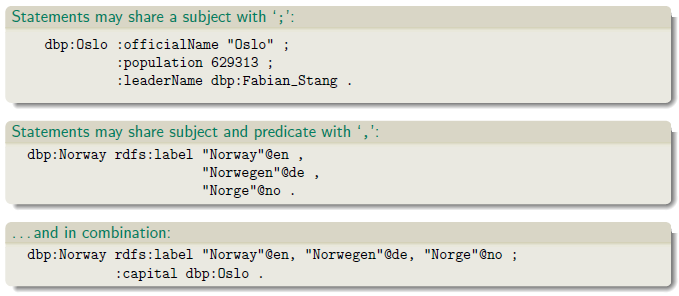 Statements may share a subject with ‘;’:
dbp:Oslo :officialName "Oslo" ;
:population 629313 ;
:leaderName dbp:Fabian_Stang .
Statements may share subject and predicate with ‘,’:
dbp:Norway rdfs:label "Norway"@en ,
"Norwegen"@de ,
"Norge"@no .
...and in combination:
dbp:Norway rdfs:label "Norway"@en, "Norwegen"@de, "Norge"@no ;
:capital dbp:Oslo .